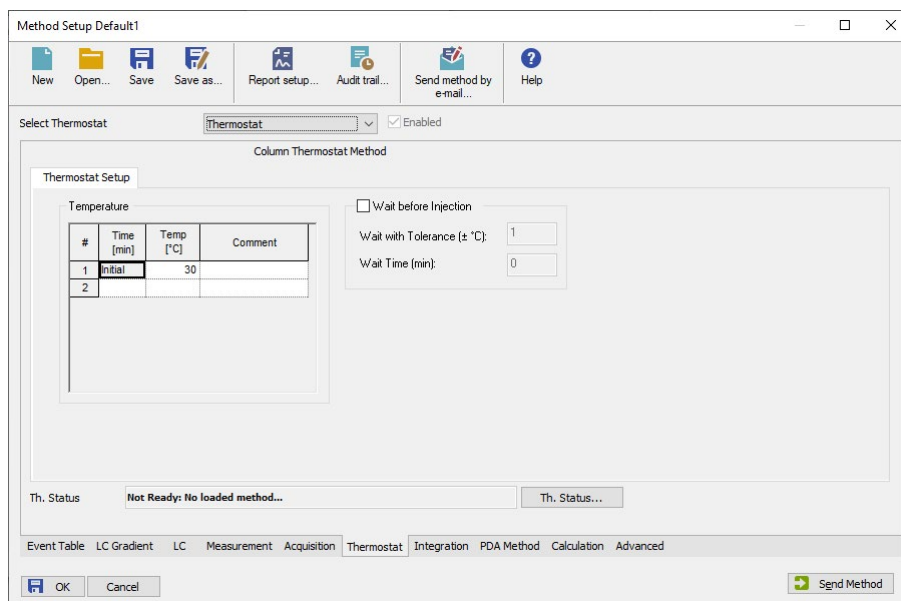 Method Setup Default1
New Open... Save Save as... Report setup... Audit trail... Send method by e-mail... Help
Select Thermostat Thermostat Enabled
Column Thermostat Method
Thermostat Setup
Temperature
# Time [min] Temp [°C] Comment
1 Initial 30
2
Wait before Injection
Wait with Tolerance (± °C): 1
Wait Time (min): 0
Th. Status Not Ready: No loaded method... Th. Status...
Event Table LC Gradient LC Measurement Acquisition Thermostat Integration PDA Method Calculation Advanced
OK Cancel Send Method